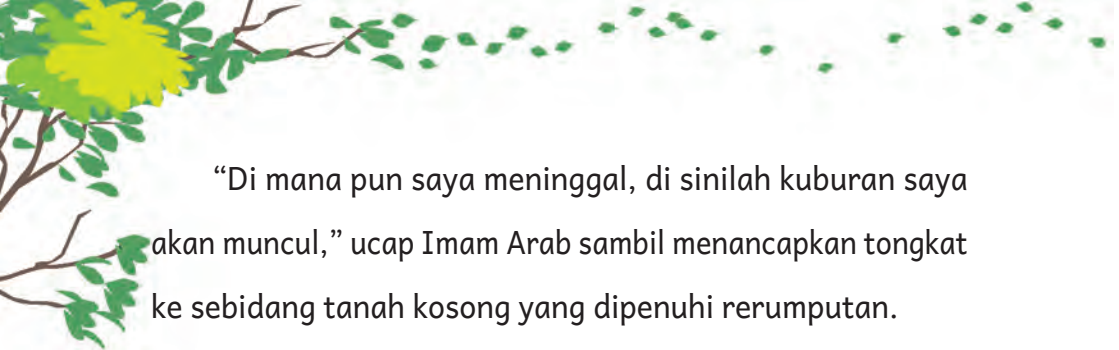 “Di mana pun saya meninggal, di sinilah kuburan saya
akan muncul,” ucap Imam Arab sambil menancapkan tongkat
ke sebidang tanah kosong yang dipenuhi rerumputan.